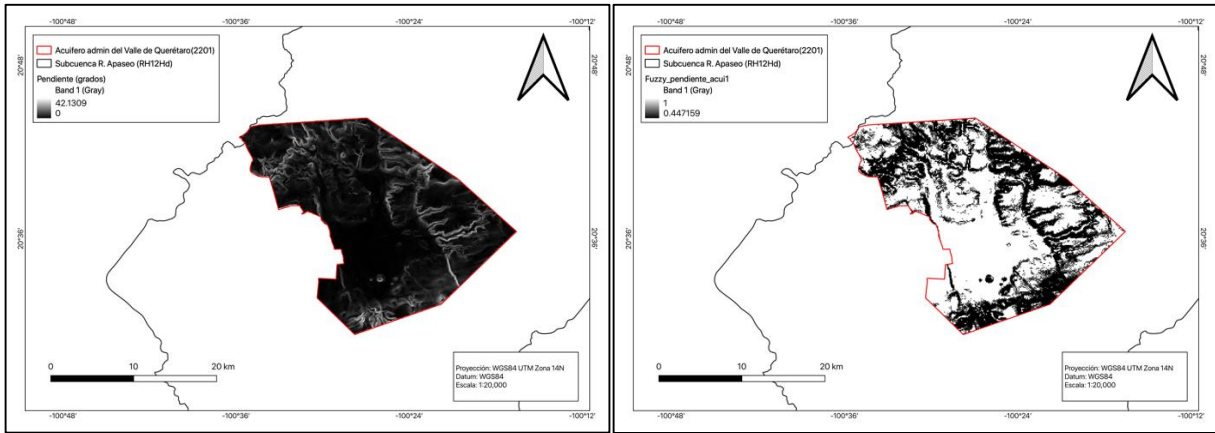 -100°48'
-100°36'
-100°24'
-100°12'
20°48'
20°48'
Acuifero admin del Valle de Querétaro(2201)
Subcuenca R. Apaseo (RH12Hd)
Pendiente (grados)
Band 1 (Gray)
42.1309
0
20°36'
20°36'
0
10
20 km
Proyección: WGS84 UTM Zona 14N
Datum: WGS84
Escala: 1:20,000
-100°48'
-100°36'
-100°24'
-100°12'
-100°48'
-100°36'
-100°24'
-100°12'
20°48'
20°48'
Acuifero admin del Valle de Querétaro(2201)
Subcuenca R. Apaseo (RH12Hd)
Fuzzy_pendiente_acui1
Band 1 (Gray)
1
0.447159
20°36'
20°36'
0
10
20 km
Proyección: WGS84 UTM Zona 14N
Datum: WGS84
Escala: 1:20,000
-100°48'
-100°36'
-100°24'
-100°12'